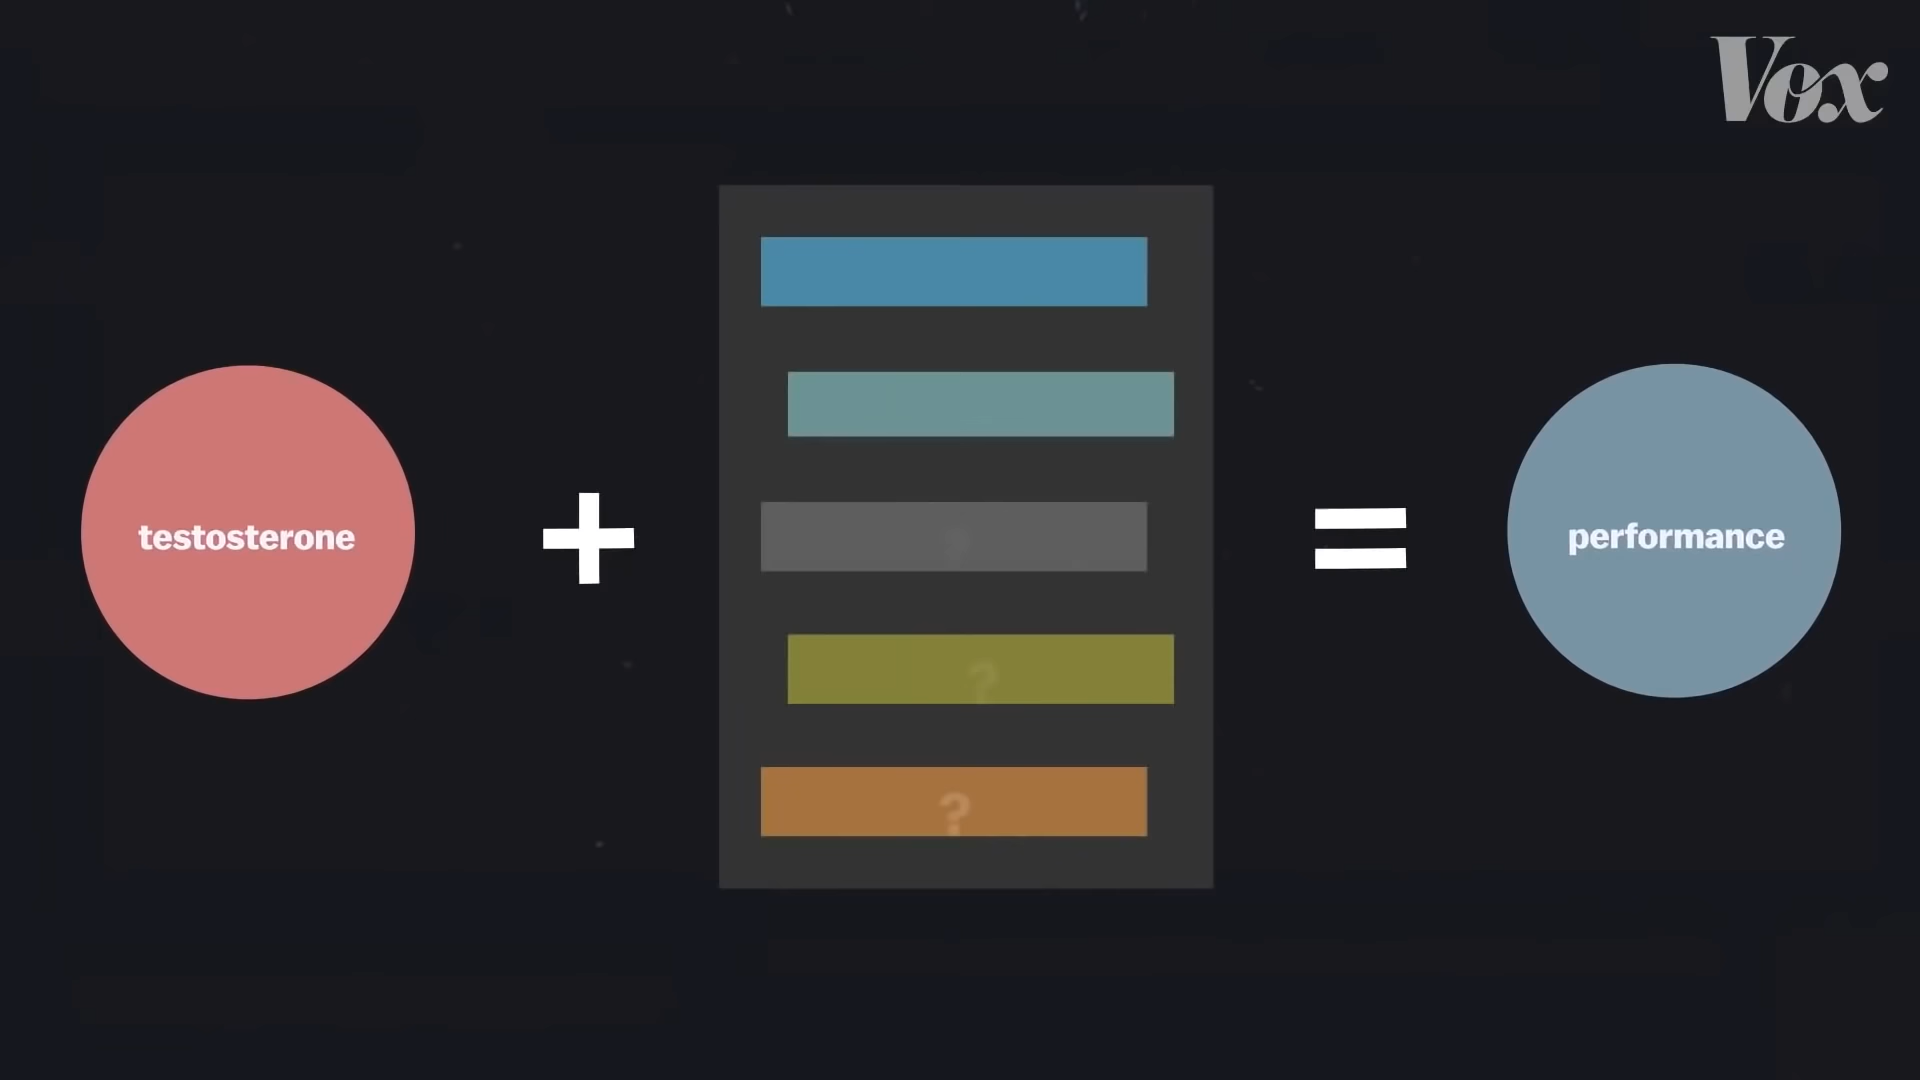 Vox
testosterone
+
?
?
=
performance